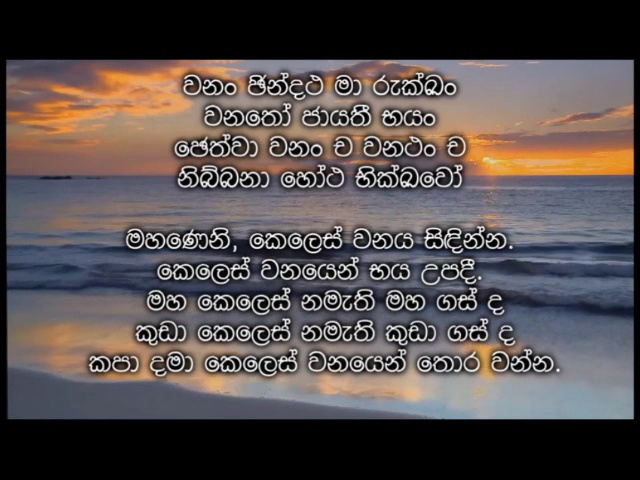 වනං ඡින්දථ මා රුක්ඛං
වනතෝ ජායතී භයං
ඡෙත්වා වනං ච වනථං ච
නිබ්බනා හෝථ භික්ඛවෝ
මහණෙනි, කෙලෙස් වනය සිඳින්න.
කෙලෙස් වනයෙන් භය උපදී.
මහ කෙලෙස් නමැති මහ ගස් ද
කුඩා කෙලෙස් නමැති කුඩා ගස් ද
කපා දමා කෙලෙස් වනයෙන් තොර වන්න.